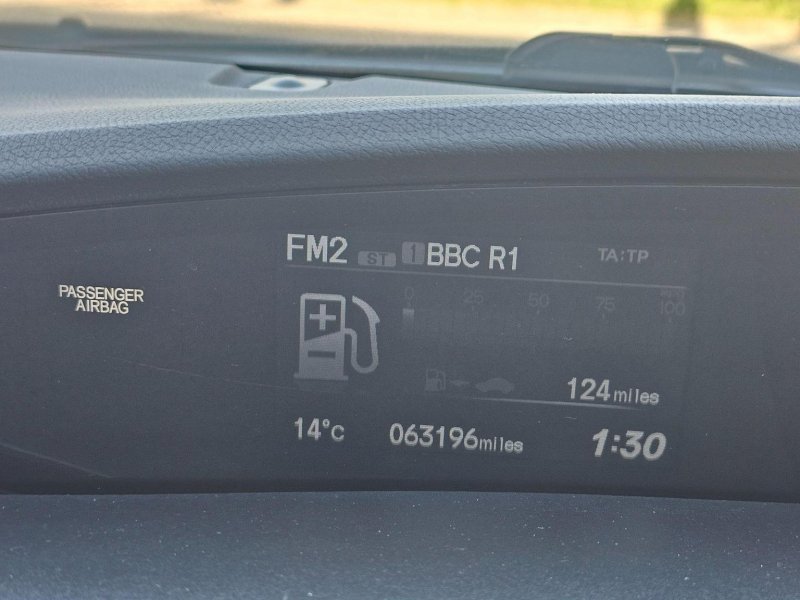 FM2 ST 1 BBC R1 TA:TP
PASSENGER
AIRBAG
0 25 50 75 100
124 miles
14°C 063196 miles 1:30